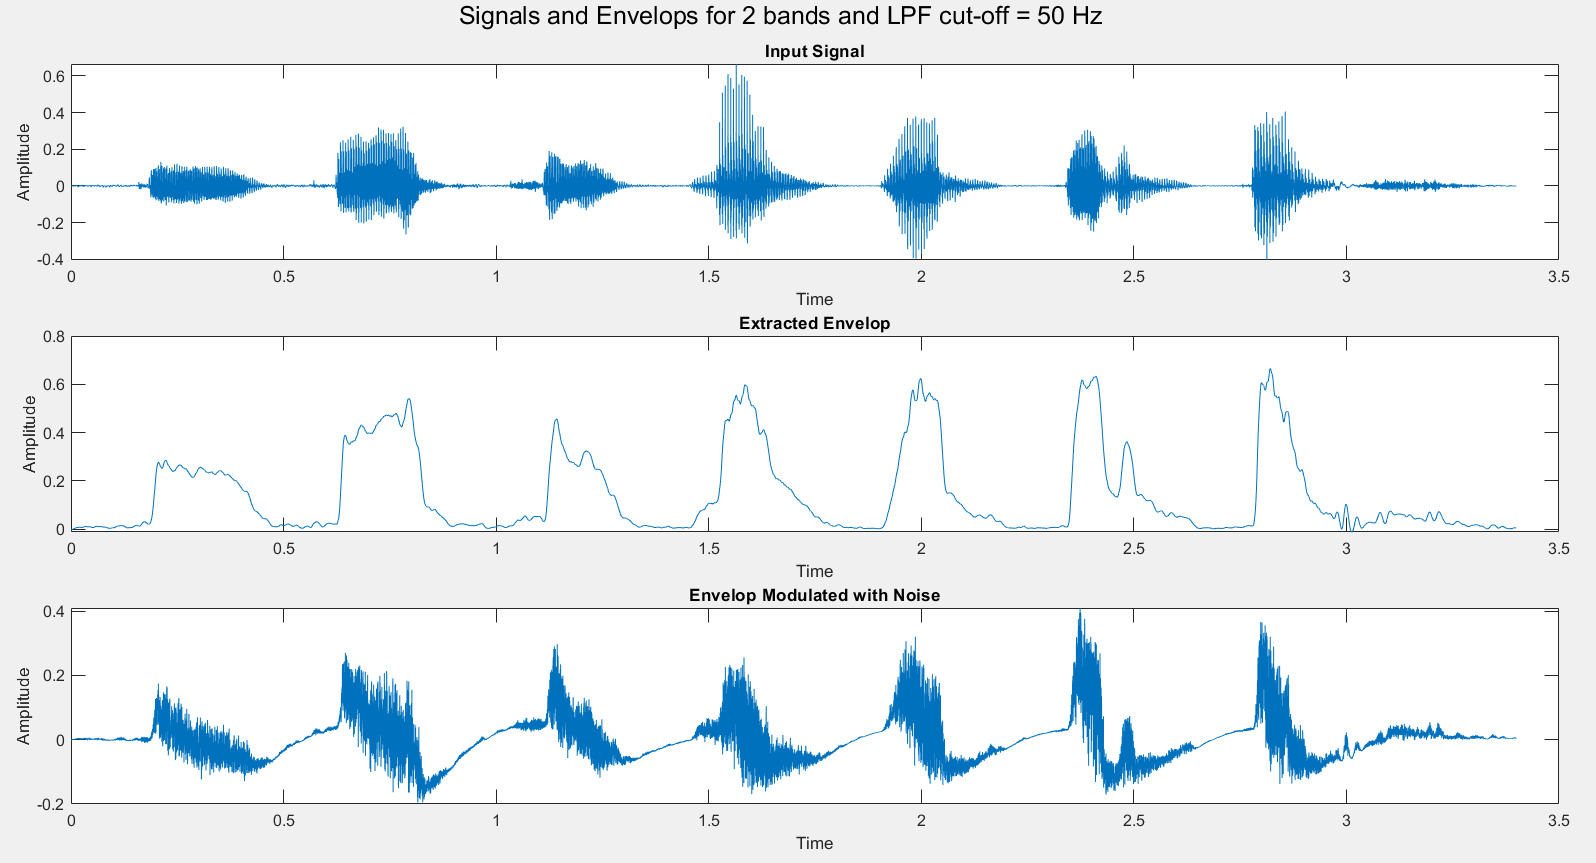 Signals and Envelops for 2 bands and LPF cut-off = 50 Hz
Input Signal
0.6
0.4
0.2
0
-0.2
-0.4
Amplitude
0 0.5 1 1.5 2 2.5 3 3.5
Time
Extracted Envelop
0.8
0.6
0.4
0.2
0
Amplitude
0 0.5 1 1.5 2 2.5 3 3.5
Time
Envelop Modulated with Noise
0.4
0.2
0
-0.2
Amplitude
0 0.5 1 1.5 2 2.5 3 3.5
Time